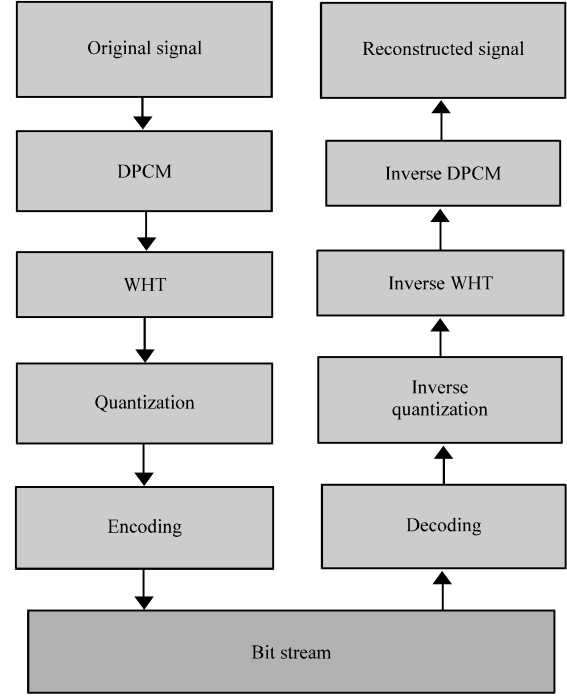 Original signal
DPCM
WHT
Quantization
Encoding
Bit stream
Decoding
Inverse
quantization
Inverse WHT
Inverse DPCM
Reconstructed signal